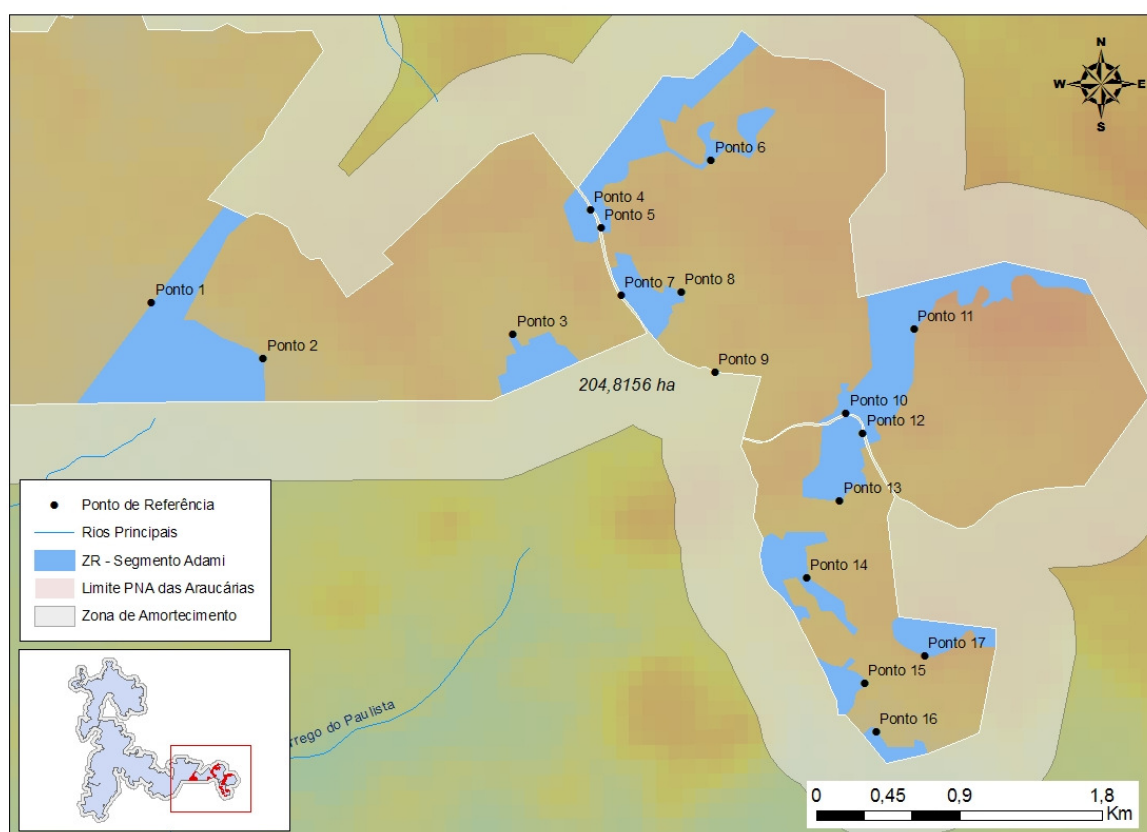 N
W E
S
Ponto 6
Ponto 4
Ponto 5
Ponto 1
Ponto 7
Ponto 8
Ponto 3
Ponto 11
Ponto 2
Ponto 9
204,8156 ha
Ponto 10
Ponto 12
Ponto 13
Ponto 14
Ponto 17
Ponto 15
Ponto 16
Ponto de Referência
Rios Principais
ZR - Segmento Adami
Limite PNA das Araucárias
Zona de Amortecimento
rrego do Paulista
0 0,45 0,9 1,8
Km